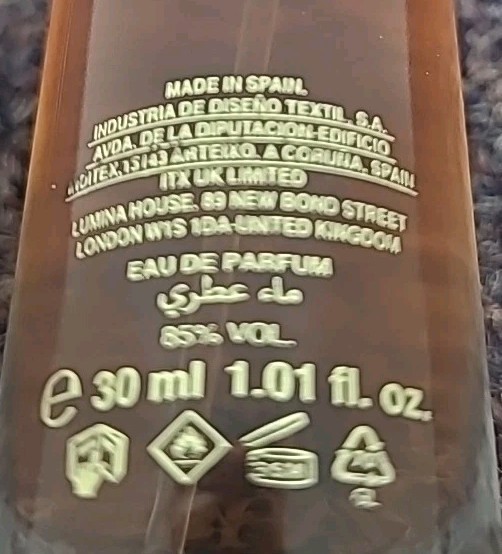 MADE IN SPAIN.
INDUSTRIA DE DISEÑO TEXTIL, S.A.
AVDA. DE LA DIPUTACION-EDIFICIO
INDITEX, 15143 ARTEIXO. A CORUÑA. SPAIN
ITX UK LIMITED
LUMINA HOUSE. 89 NEW BOND STREET
LONDON W1S 1DA-UNITED KINGDOM
EAU DE PARFUM
ماء عطري
85% VOL.
e 30 ml 1.01 fl. oz.
36M